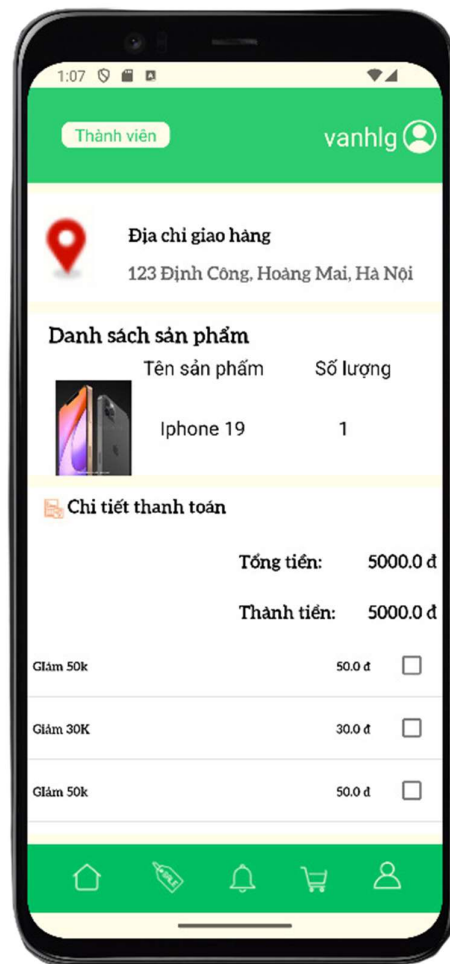 1:07
Thành viên
vanhlg
Địa chỉ giao hàng
123 Định Công, Hoàng Mai, Hà Nội
Danh sách sản phẩm
Tên sản phẩm Số lượng
Iphone 19 1
Chi tiết thanh toán
Tổng tiền: 5000.0 đ
Thành tiền: 5000.0 đ
Giảm 50k 50.0 đ
Giảm 30K 30.0 đ
Giảm 50k 50.0 đ
SALE